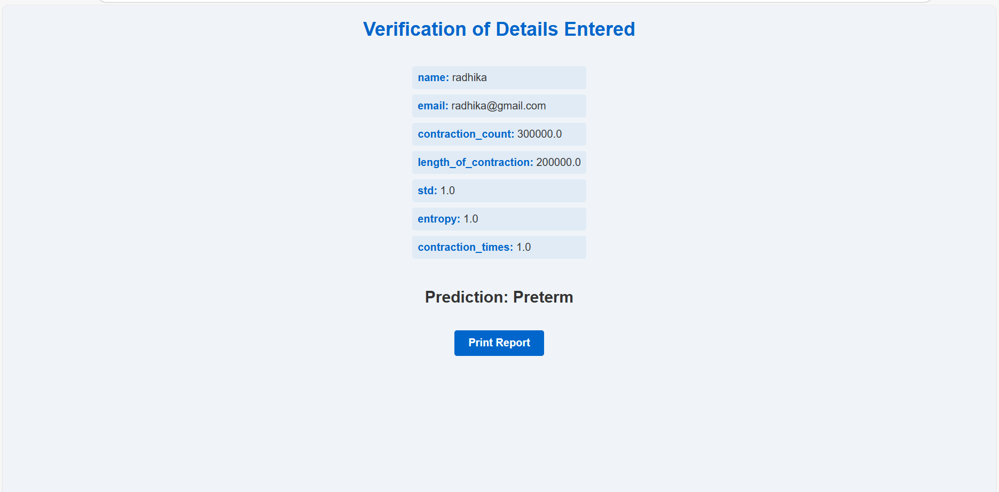 Verification of Details Entered
name: radhika
email: radhika@gmail.com
contraction_count: 300000.0
length_of_contraction: 200000.0
std: 1.0
entropy: 1.0
contraction_times: 1.0
Prediction: Preterm
Print Report